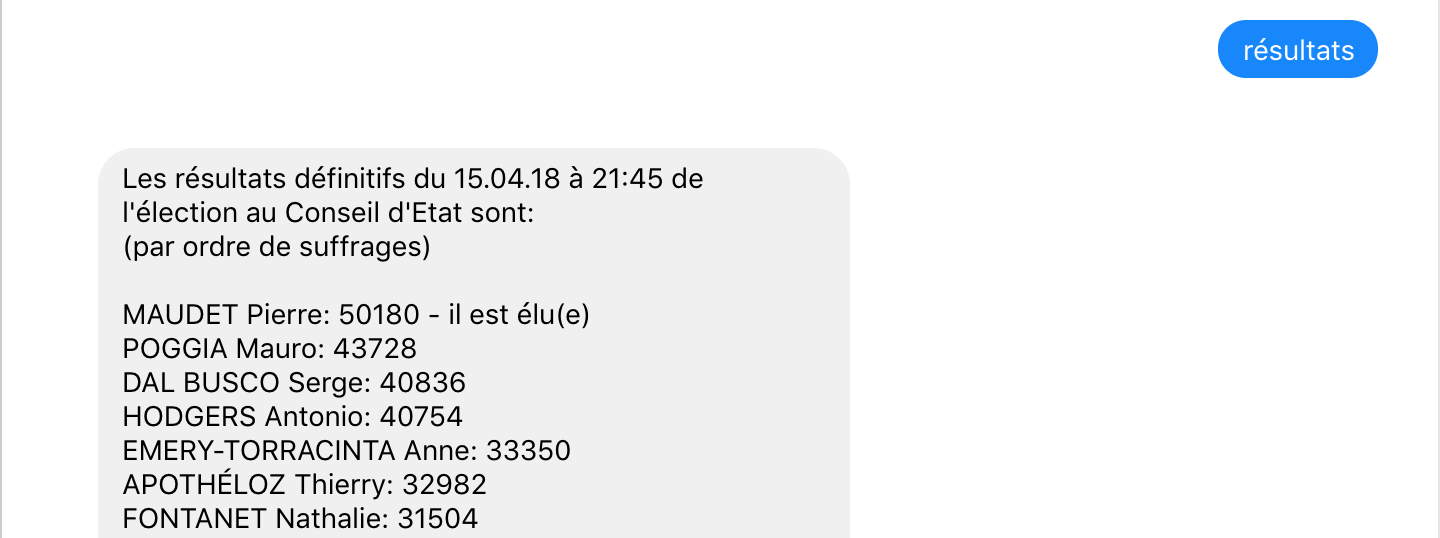 résultats
Les résultats définitifs du 15.04.18 à 21:45 de
l'élection au Conseil d'Etat sont:
(par ordre de suffrages)
MAUDET Pierre: 50180 - il est élu(e)
POGGIA Mauro: 43728
DAL BUSCO Serge: 40836
HODGERS Antonio: 40754
EMERY-TORRACINTA Anne: 33350
APOTHÉLOZ Thierry: 32982
FONTANET Nathalie: 31504